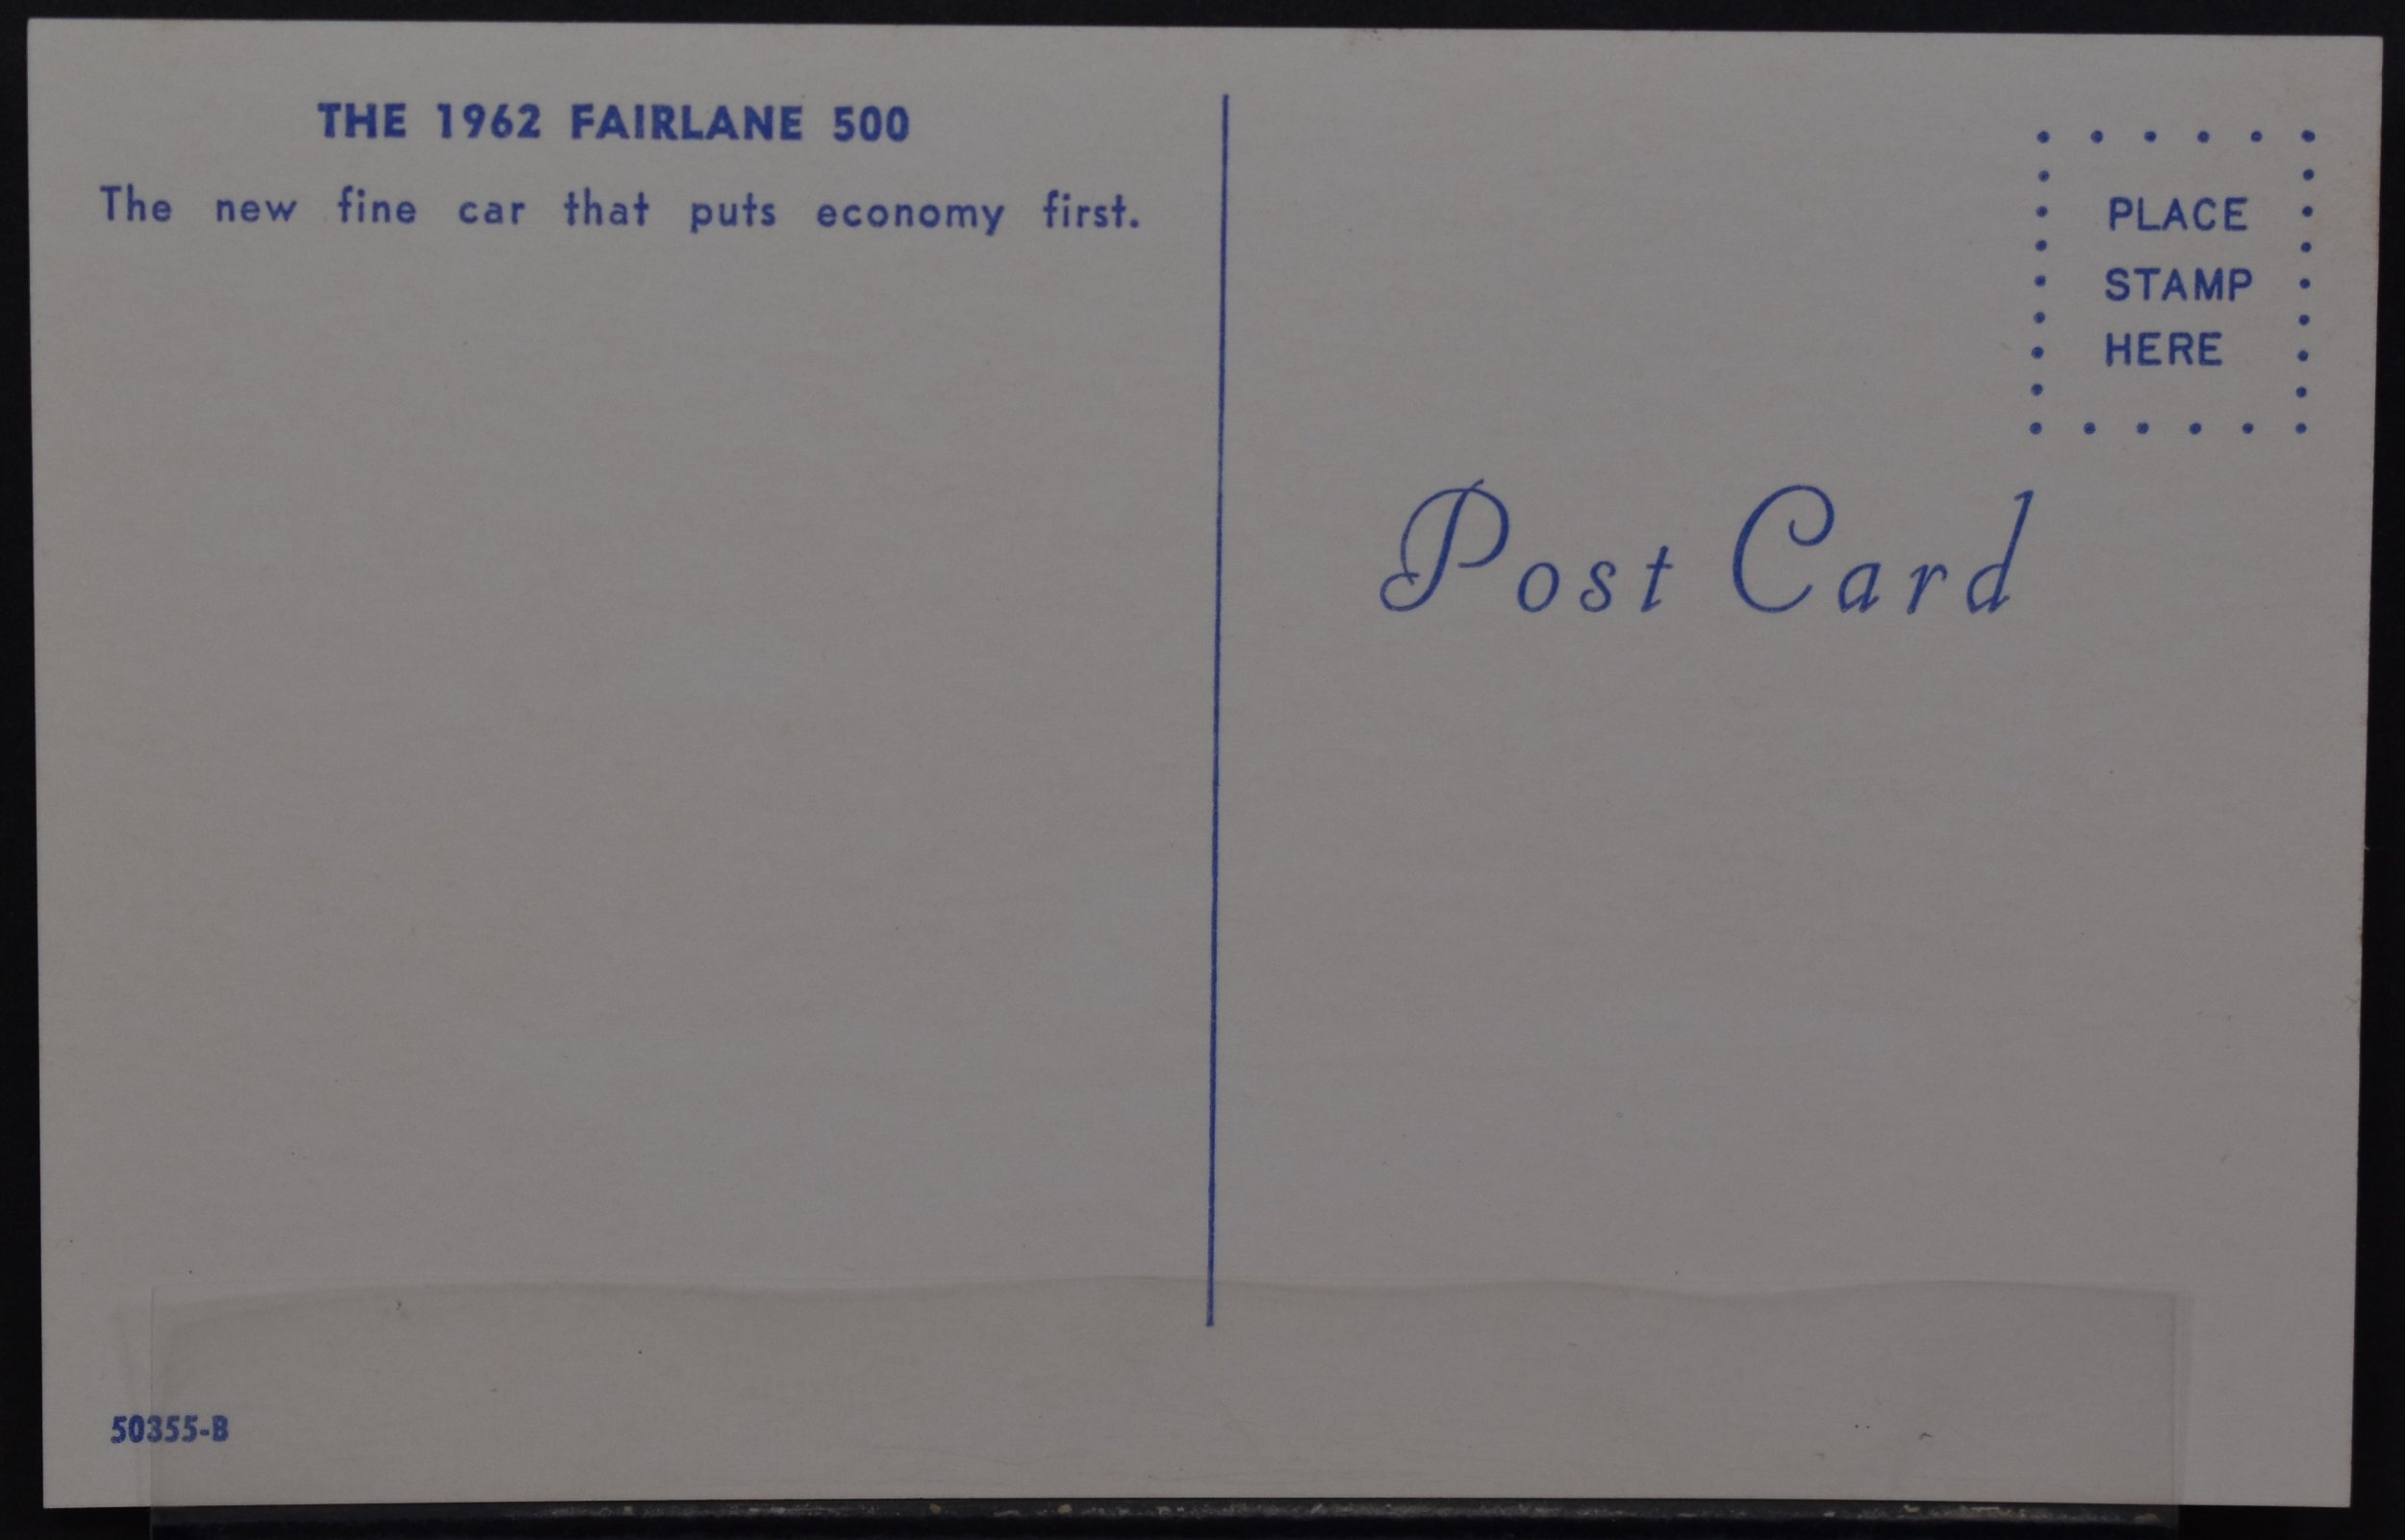 THE 1962 FAIRLANE 500
The new fine car that puts economy first.
PLACE
STAMP
HERE
Post Card
50355-B